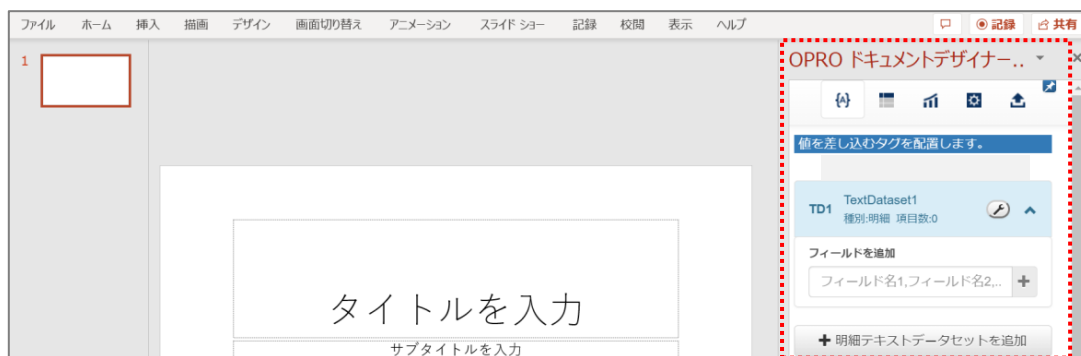 ファイル ホーム 挿入 描画 デザイン 画面切り替え アニメーション スライド ショー 記録 校閲 表示 ヘルプ 記録 共有
1
OPRO ドキュメントデザイナー..
{A}
値を差し込むタグを配置します。
TD1 TextDataset1
種別:明細 項目数:0
フィールドを追加
フィールド名1,フィールド名2,..
タイトルを入力
+ 明細テキストデータセットを追加
サブタイトルを入力